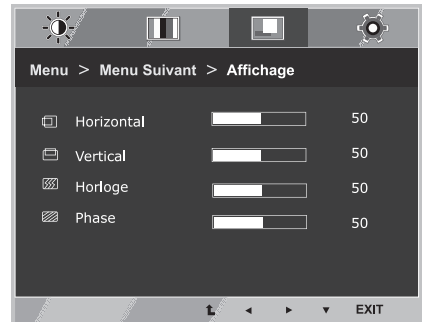 Menu > Menu Suivant > Affichage
Horizontal 50
Vertical 50
Horloge 50
Phase 50
EXIT